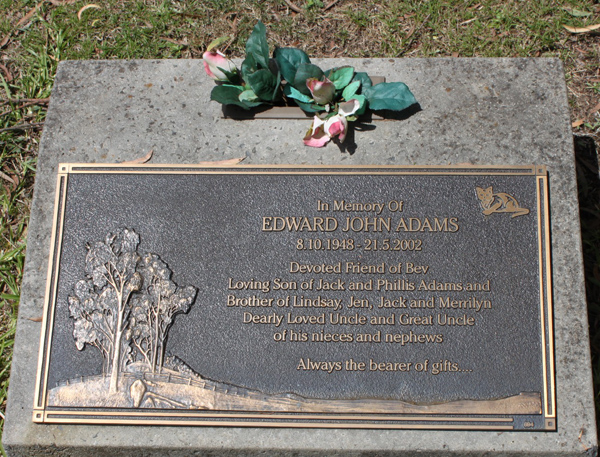 In Memory Of
EDWARD JOHN ADAMS
8.10.1948 - 21.5.2002
Devoted Friend of Bev
Loving Son of Jack and Phillis Adams and
Brother of Lindsay, Jen, Jack and Merrilyn
Dearly Loved Uncle and Great Uncle
of his nieces and nephews
Always the bearer of gifts....